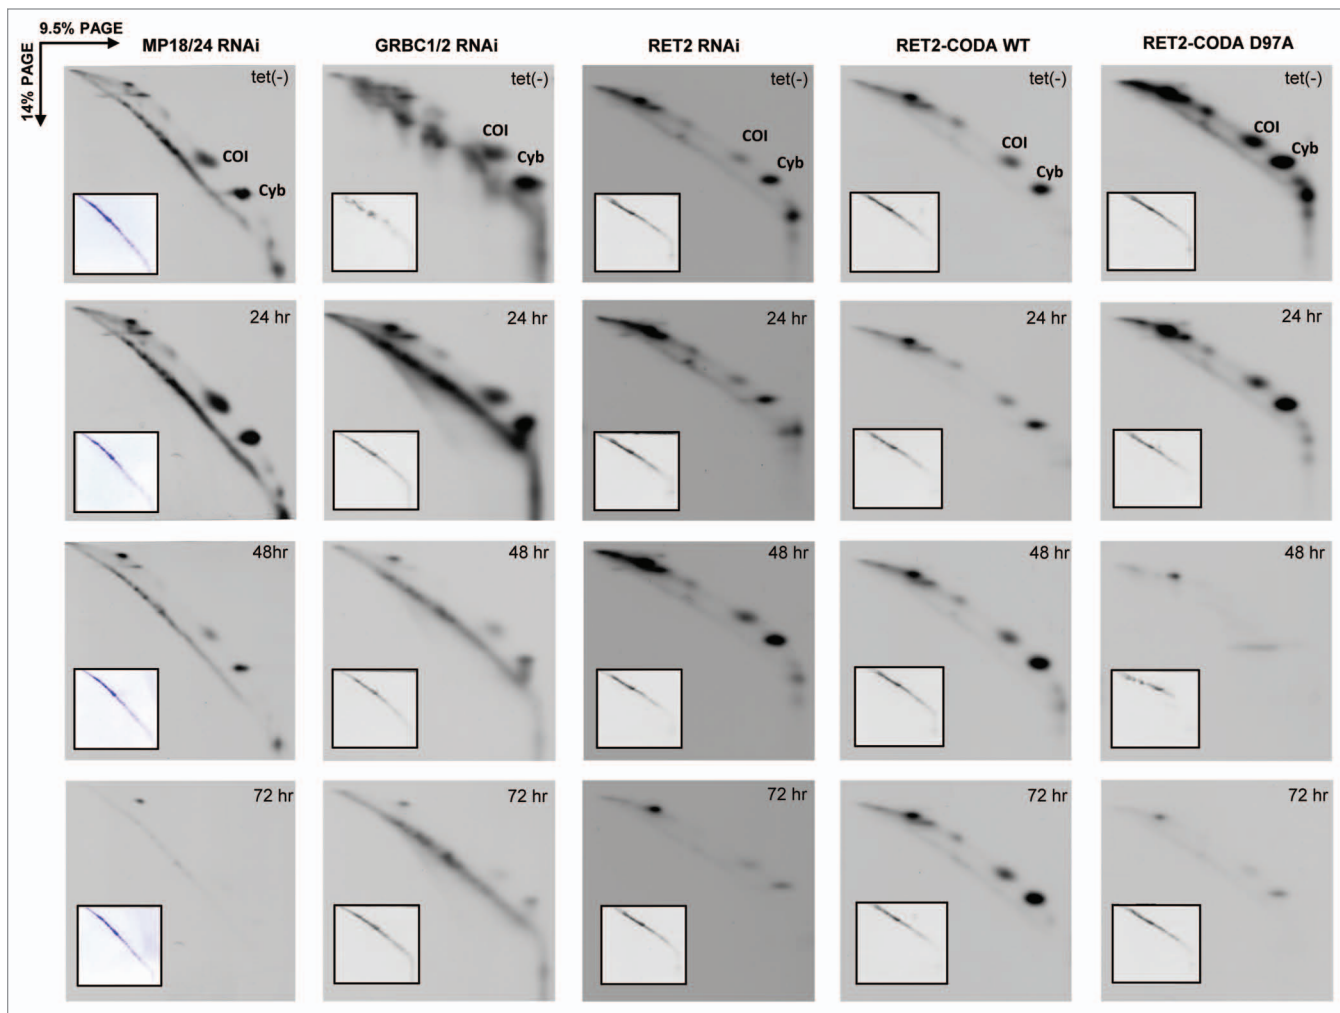 9.5% PAGE
14% PAGE
MP18/24 RNAi
GRBC1/2 RNAi
RET2 RNAi
RET2-CODA WT
RET2-CODA D97A
tet(-)
COI
Cyb
tet(-)
COI
Cyb
tet(-)
COI
Cyb
tet(-)
COI
Cyb
tet(-)
COI
Cyb
24 hr
24 hr
24 hr
24 hr
24 hr
48hr
48 hr
48 hr
48 hr
48 hr
72 hr
72 hr
72 hr
72 hr
72 hr